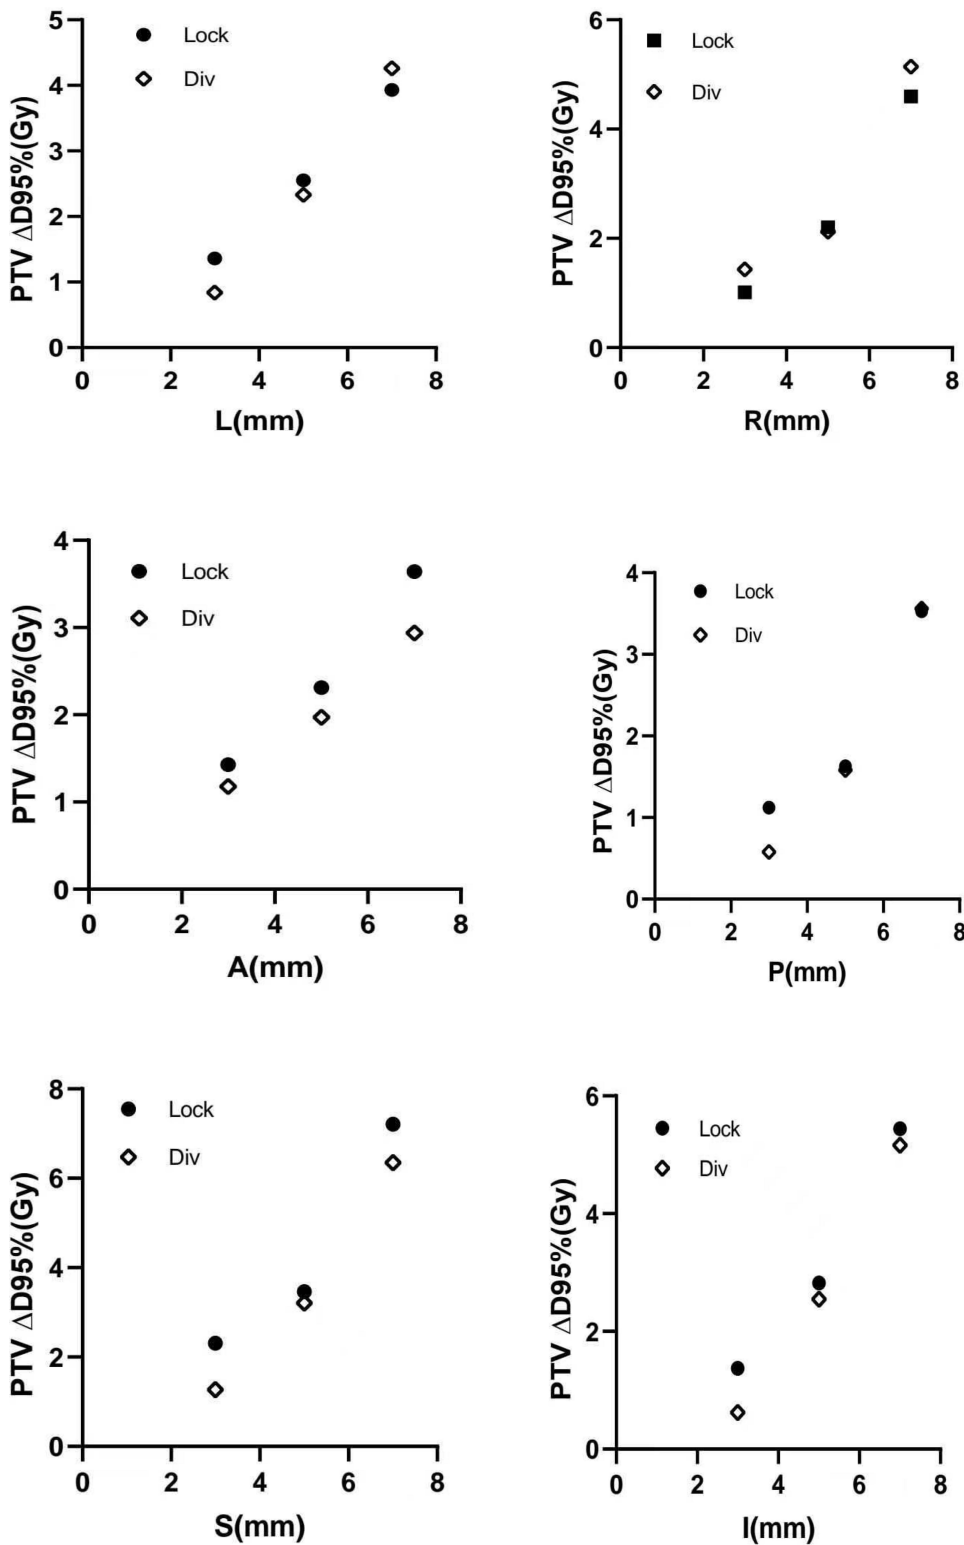 5
Lock
Div
4
3
2
1
0
0 2 4 6 8
PTV ΔD95%(Gy)
L(mm)
6
Lock
Div
4
2
0
0 2 4 6 8
PTV ΔD95%(Gy)
R(mm)
4
Lock
Div
3
2
1
0
0 2 4 6 8
PTV ΔD95%(Gy)
A(mm)
4
Lock
Div
3
2
1
0
0 2 4 6 8
PTV ΔD95%(Gy)
P(mm)
8
Lock
Div
6
4
2
0
0 2 4 6 8
PTV ΔD95%(Gy)
S(mm)
6
Lock
Div
4
2
0
0 2 4 6 8
PTV ΔD95%(Gy)
I(mm)